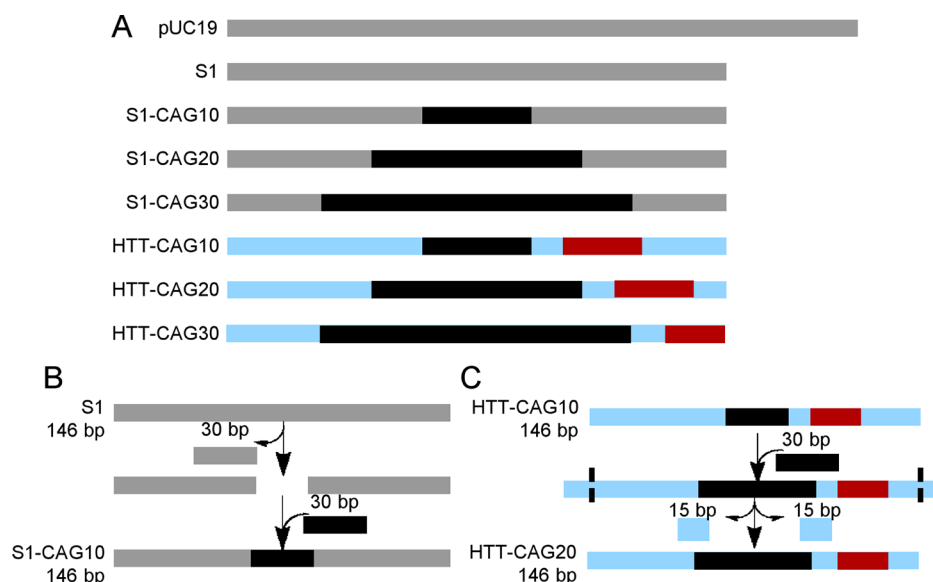 A
pUC19
S1
S1-CAG10
S1-CAG20
S1-CAG30
HTT-CAG10
HTT-CAG20
HTT-CAG30
B
S1
146 bp
30 bp
30 bp
S1-CAG10
146 bp
C
HTT-CAG10
146 bp
30 bp
15 bp
15 bp
HTT-CAG20
146 bp